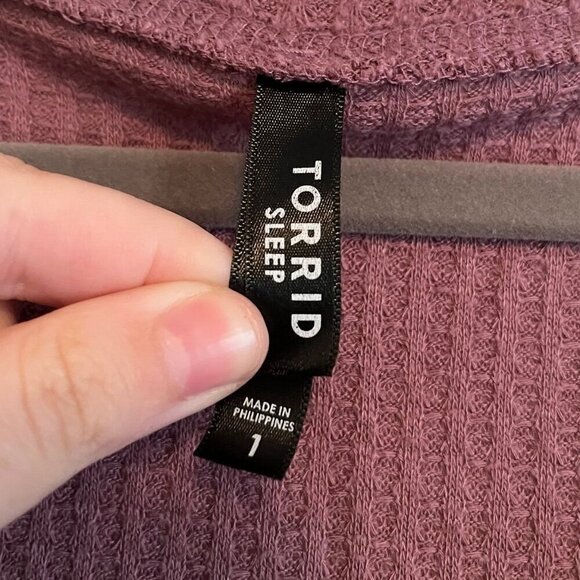 TORRID
SLEEP
MADE IN
PHILIPPINES
1